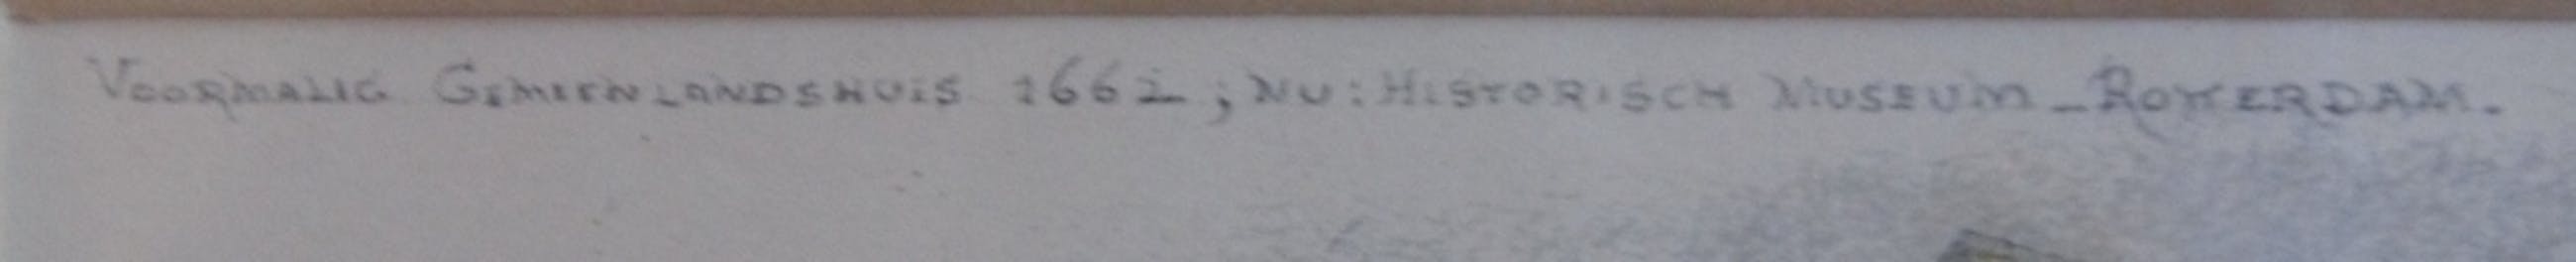 Voormalig Gemeenlandshuis 1662; nu: Historisch Museum - Rotterdam.